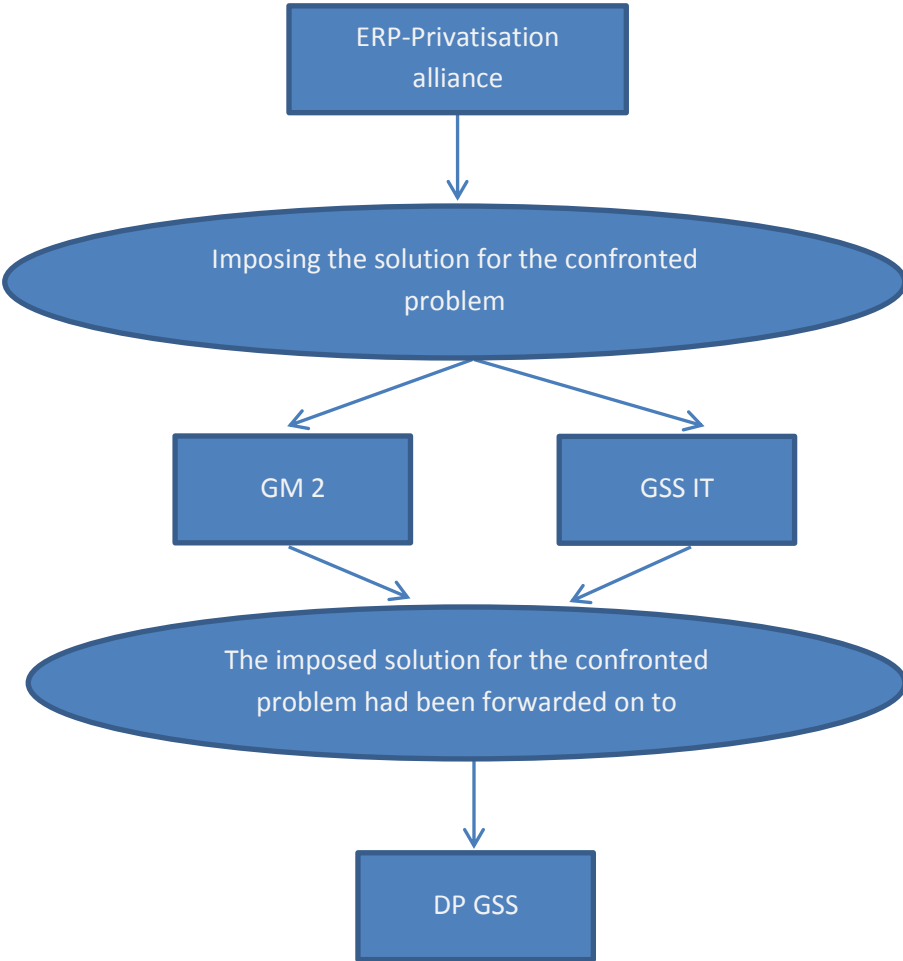 ERP-Privatisation
alliance
Imposing the solution for the confronted
problem
GM 2
GSS IT
The imposed solution for the confronted
problem had been forwarded on to
DP GSS